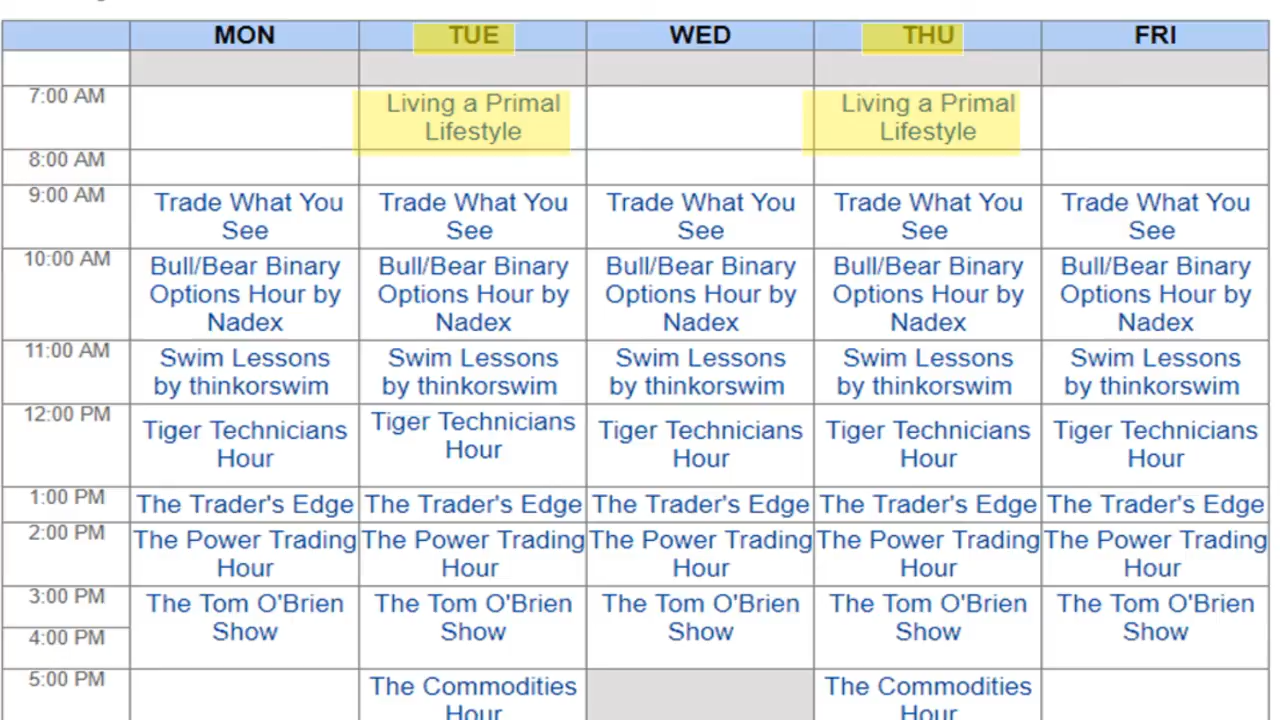 MON TUE WED THU FRI
7:00 AM
Living a Primal Living a Primal
Lifestyle Lifestyle
8:00 AM
9:00 AM
Trade What You Trade What You Trade What You Trade What You Trade What You
See See See See See
10:00 AM
Bull/Bear Binary Bull/Bear Binary Bull/Bear Binary Bull/Bear Binary Bull/Bear Binary
Options Hour by Options Hour by Options Hour by Options Hour by Options Hour by
Nadex Nadex Nadex Nadex Nadex
11:00 AM
Swim Lessons Swim Lessons Swim Lessons Swim Lessons Swim Lessons
by thinkorswim by thinkorswim by thinkorswim by thinkorswim by thinkorswim
12:00 PM
Tiger Technicians Tiger Technicians Tiger Technicians Tiger Technicians Tiger Technicians
Hour Hour Hour Hour Hour
1:00 PM
The Trader's Edge The Trader's Edge The Trader's Edge The Trader's Edge The Trader's Edge
2:00 PM
The Power Trading The Power Trading The Power Trading The Power Trading The Power Trading
Hour Hour Hour Hour Hour
3:00 PM
The Tom O'Brien The Tom O'Brien The Tom O'Brien The Tom O'Brien The Tom O'Brien
Show Show Show Show Show
4:00 PM
5:00 PM
The Commodities The Commodities
Hour Hour